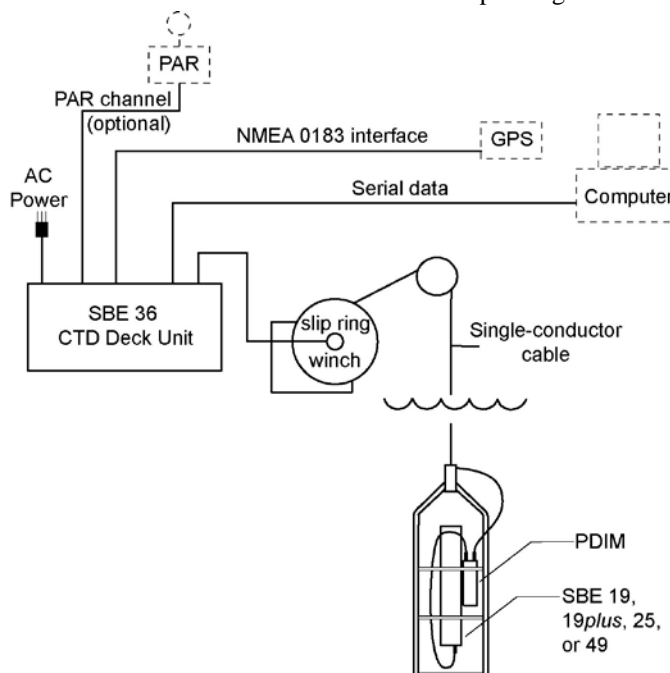 PAR
PAR channel
(optional)
NMEA 0183 interface
GPS
AC
Power
Serial data
Computer
SBE 36
CTD Deck Unit
slip ring
winch
Single-conductor
cable
PDIM
SBE 19,
19plus, 25,
or 49